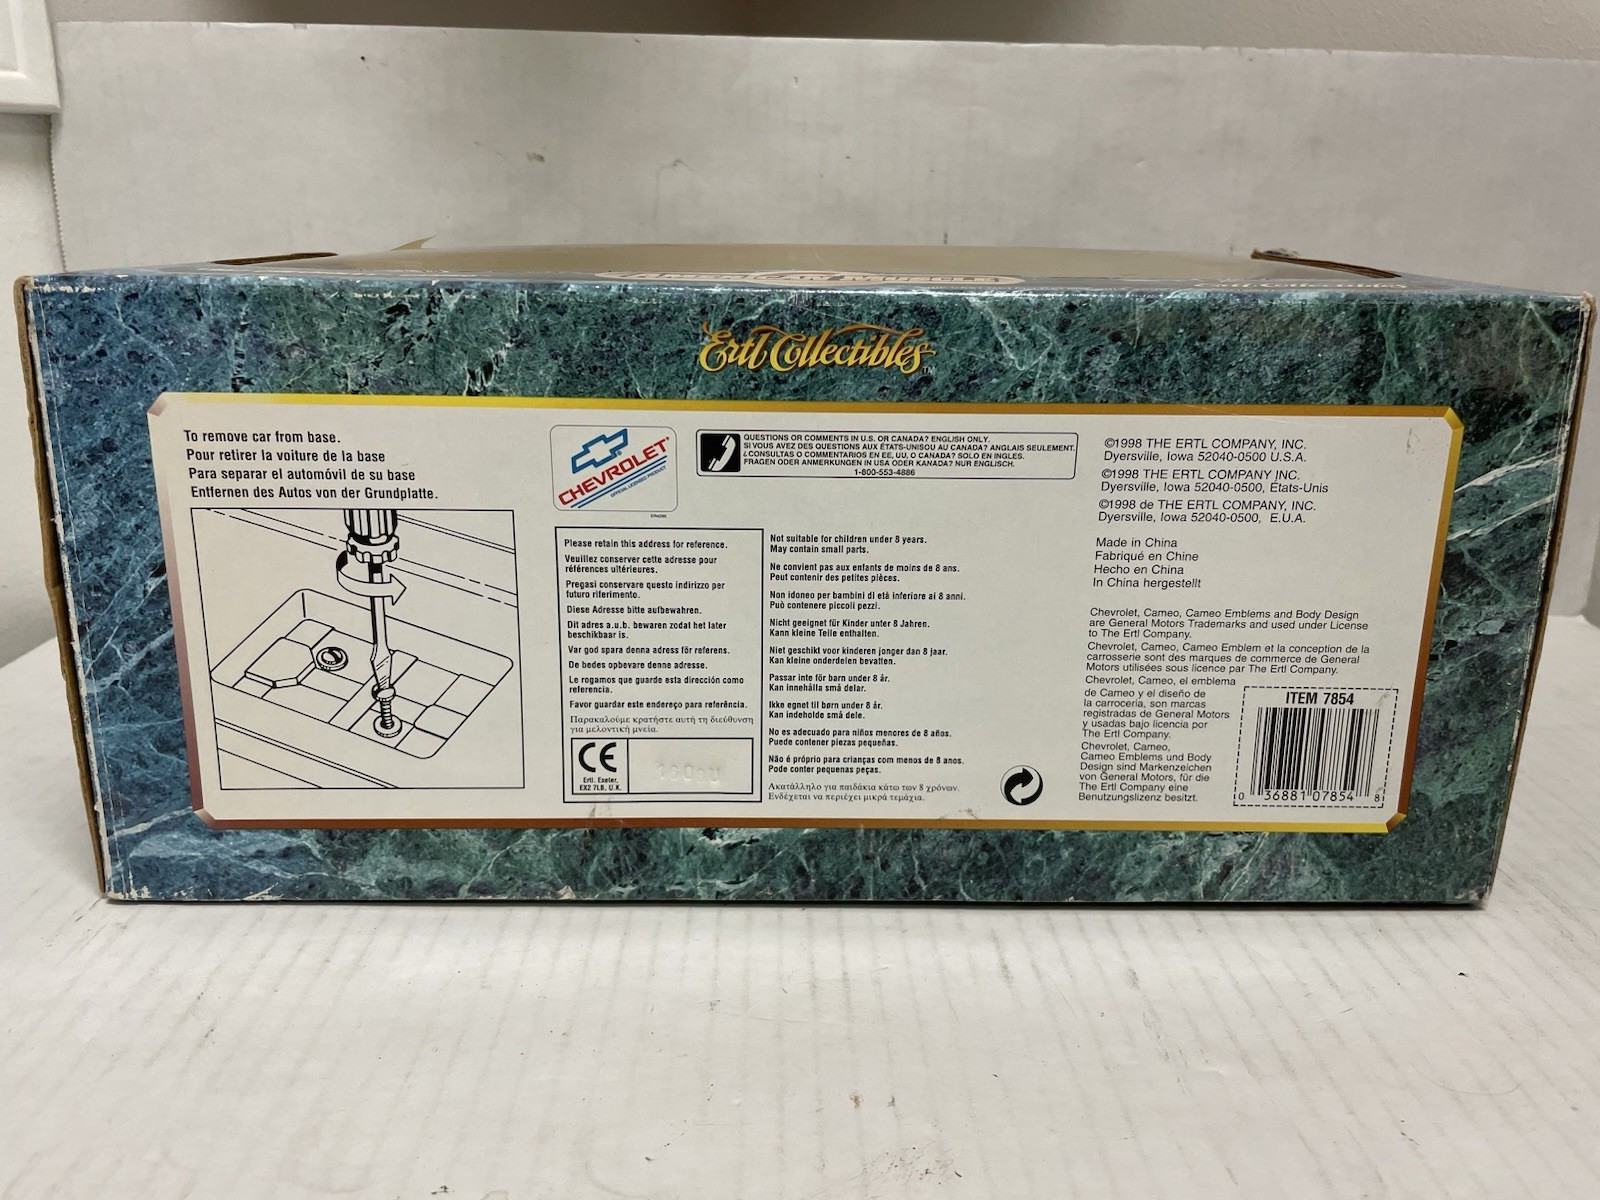 Ertl Collectibles™
To remove car from base.
Pour retirer la voiture de la base
Para separar el automóvil de su base
Entfernen des Autos von der Grundplatte.
CHEVROLET
OFFICIAL LICENSED PRODUCT
QUESTIONS OR COMMENTS IN U.S. OR CANADA? ENGLISH ONLY.
SI VOUS AVEZ DES QUESTIONS AUX ÉTATS-UNISOU AU CANADA? ANGLAIS SEULEMENT.
¿CONSULTAS O COMMENTARIOS EN EE, UU, O CANADA? SOLO EN INGLES.
FRAGEN ODER ANMERKUNGEN IN USA ODER KANADA? NUR ENGLISCH.
1-800-553-4886
Please retain this address for reference.
Veuillez conserver cette adresse pour
références ultérieures.
Pregasi conservare questo indirizzo per
futuro riferimento.
Diese Adresse bitte aufbewahren.
Dit adres a.u.b. bewaren zodat het later
beschikbaar is.
Var god spara denna adress för referens.
De bedes opbevare denne adresse.
Le rogamos que guarde esta dirección como
referencia.
Favor guardar este endereço para referência.
Παρακαλούμε κρατήστε αυτή τη διεύθυνση
για μελοντική μνεία.
CE
Ertl. Exeter,
EX2 7LB, U.K.
Not suitable for children under 8 years.
May contain small parts.
Ne convient pas aux enfants de moins de 8 ans.
Peut contenir des petites pièces.
Non idoneo per bambini di età inferiore ai 8 anni.
Può contenere piccoli pezzi.
Nicht geeignet für Kinder unter 8 Jahren.
Kann kleine Teile enthalten.
Niet geschikt voor kinderen jonger dan 8 jaar.
Kan kleine onderdelen bevatten.
Passar inte för barn under 8 år.
Kan innehålla små delar.
Ikke egnet til børn under 8 år.
Kan indeholde små dele.
No es adecuado para niños menores de 8 años.
Puede contener piezas pequeñas.
Não é próprio para crianças com menos de 8 anos.
Pode conter pequenas peças.
Ακατάλληλο για παιδάκια κάτω των 8 χρόνων.
Ενδέχεται να περιέχει μικρά τεμάχια.
©1998 THE ERTL COMPANY, INC.
Dyersville, Iowa 52040-0500 U.S.A.
©1998 THE ERTL COMPANY INC.
Dyersville, Iowa 52040-0500, États-Unis
©1998 de THE ERTL COMPANY, INC.
Dyersville, Iowa 52040-0500, E.U.A.
Made in China
Fabriqué en Chine
Hecho en China
In China hergestellt
Chevrolet, Cameo, Cameo Emblems and Body Design
are General Motors Trademarks and used under License
to The Ertl Company.
Chevrolet, Cameo, Cameo Emblem et la conception de la
carrosserie sont des marques de commerce de General
Motors utilisées sous licence par The Ertl Company.
Chevrolet, Cameo, el emblema
de Cameo y el diseño de
la carrocería, son marcas
registradas de General Motors
y usadas bajo licencia por
The Ertl Company.
Chevrolet, Cameo,
Cameo Emblems und Body
Design sind Markenzeichen
von General Motors, für die
The Ertl Company eine
Benutzungslizenz besitzt.
ITEM 7854
0 36881 07854 8